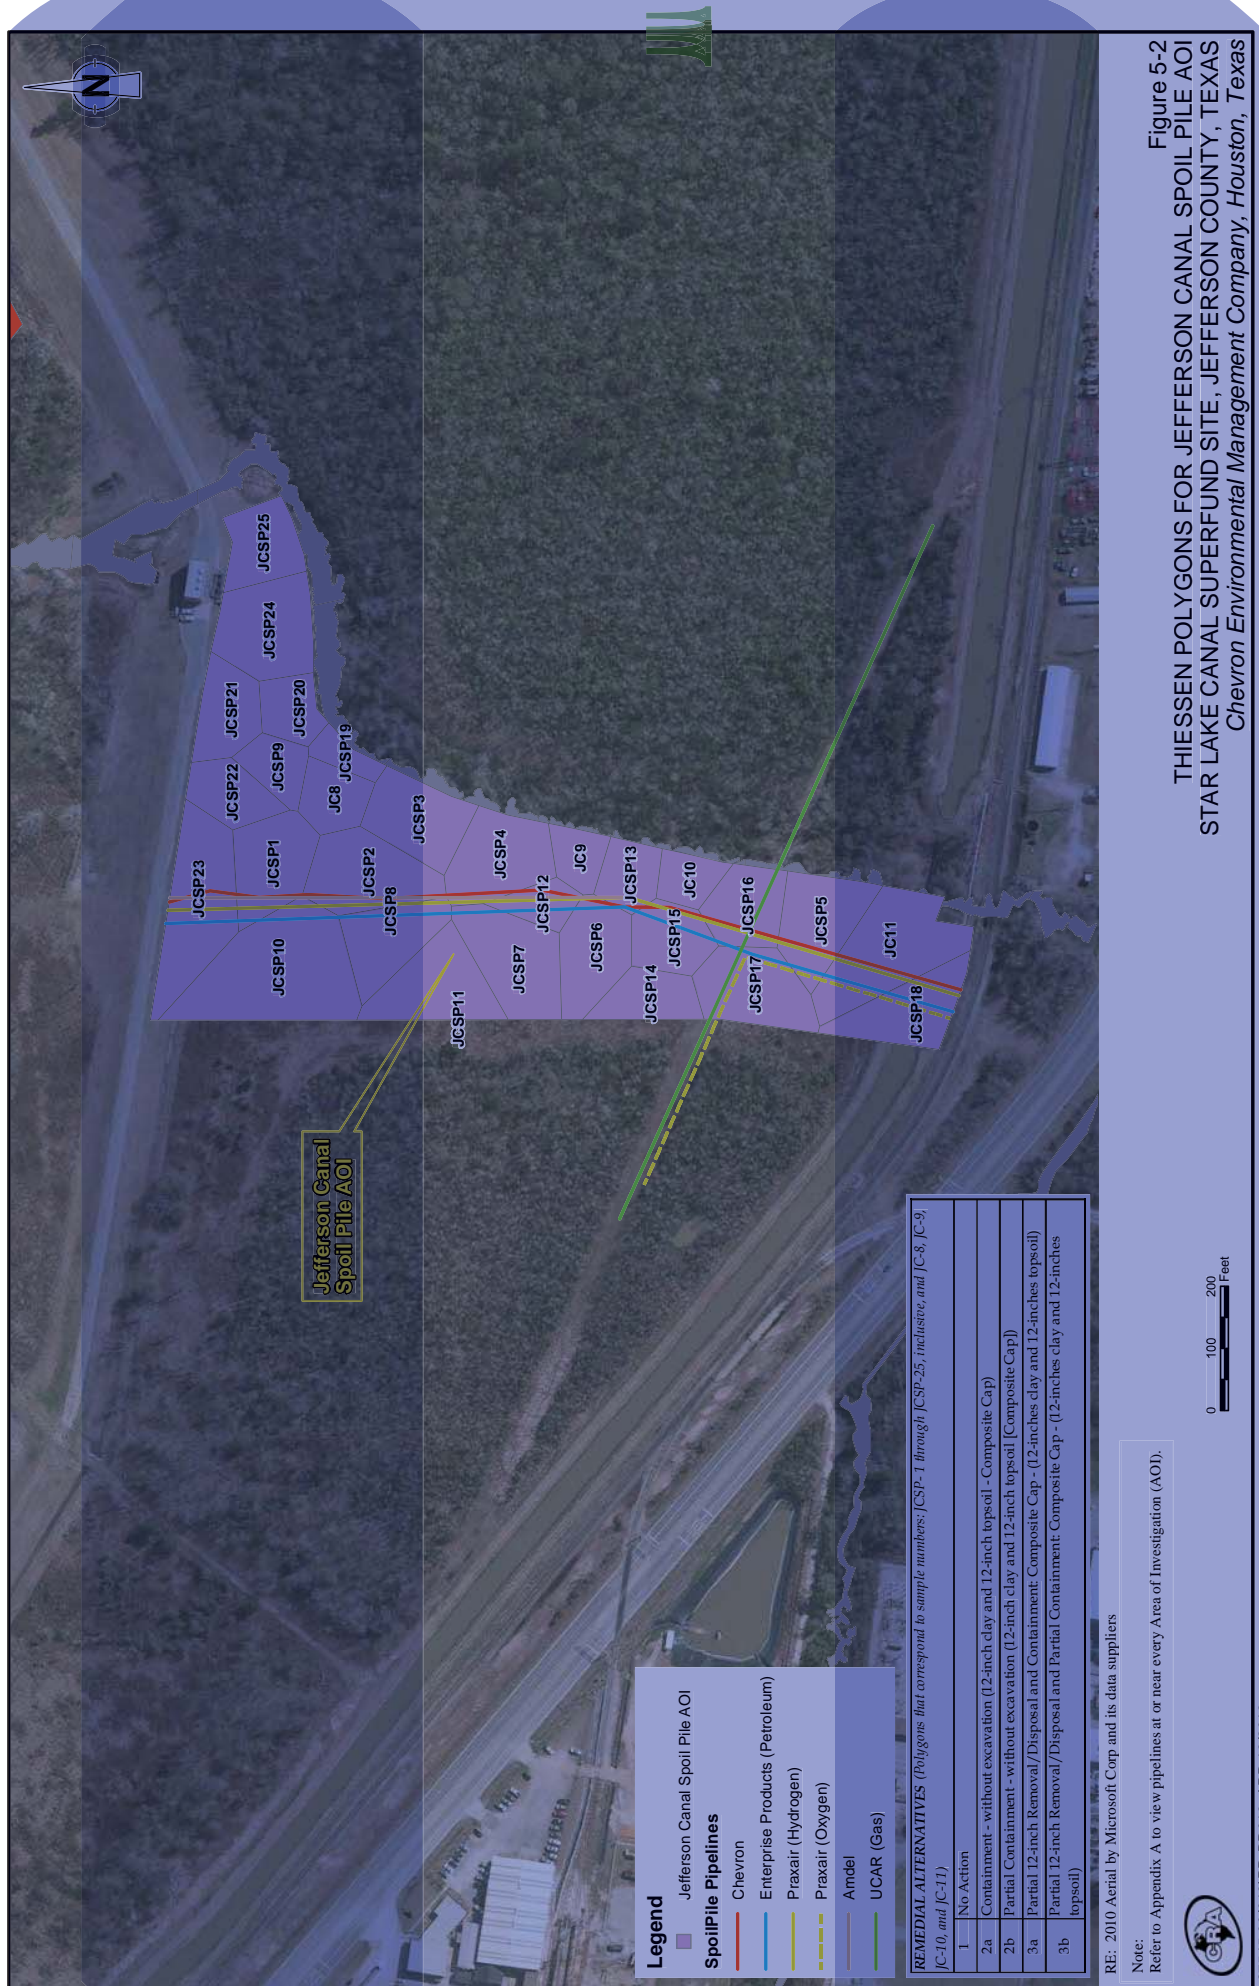 Figure 5-2
THIESSEN POLYGONS FOR JEFFERSON CANAL SPOIL PILE AOI
STAR LAKE CANAL SUPERFUND SITE, JEFFERSON COUNTY, TEXAS
Chevron Environmental Management Company, Houston, Texas
N
JCSP25
JCSP24
JCSP21
JCSP20
JCSP22
JCSP9
JCSP19
JC8
JCSP3
JCSP23
JCSP1
JCSP2
JCSP8
JCSP10
JCSP4
JC9
JCSP12
JCSP13
JC10
JCSP11
JCSP7
JCSP6
JCSP15
JCSP14
JCSP16
JCSP17
JCSP5
JC11
JCSP18
Jefferson Canal
Spoil Pile AOI
Legend
Jefferson Canal Spoil Pile AOI
SpoilPile Pipelines
Chevron
Enterprise Products (Petroleum)
Praxair (Hydrogen)
Praxair (Oxygen)
Amdel
UCAR (Gas)
REMEDIAL ALTERNATIVES (Polygons that correspond to sample numbers: JCSP- 1 through JCSP-25, inclusive, and JC-8, JC-9,
JC-10, and JC-11)
1 No Action
2a Containment - without excavation (12-inch clay and 12-inch topsoil - Composite Cap)
2b Partial Containment - without excavation (12-inch clay and 12-inch topsoil [Composite Cap])
3a Partial 12-inch Removal/Disposal and Containment: Composite Cap - (12-inches clay and 12-inches topsoil)
3b Partial 12-inch Removal/Disposal and Partial Containment: Composite Cap - (12-inches clay and 12-inches
topsoil)
RE: 2010 Aerial by Microsoft Corp and its data suppliers
Note:
Refer to Appendix A to view pipelines at or near every Area of Investigation (AOI).
0 100 200
Feet
CRA